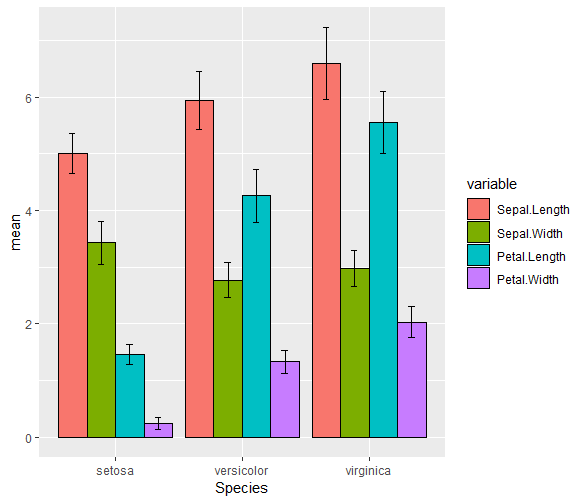 6
4
2
0
mean
setosa versicolor virginica
Species
variable
Sepal.Length
Sepal.Width
Petal.Length
Petal.Width